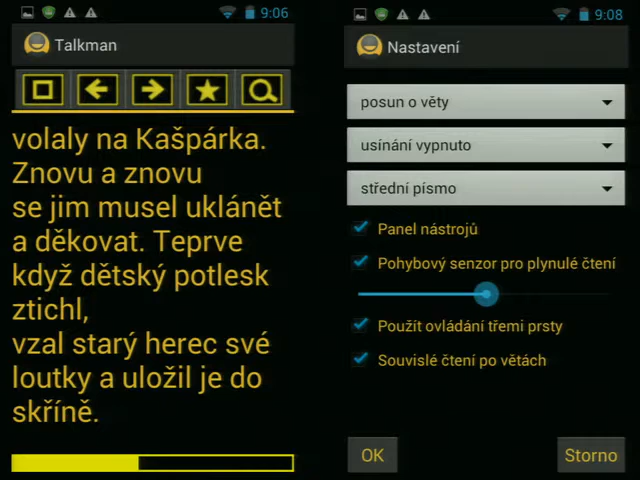 9:06
Talkman
volaly na Kašpárka.
Znovu a znovu
se jim musel uklánět
a děkovat. Teprve
když dětský potlesk
ztichl,
vzal starý herec své
loutky a uložil je do
skříně.
9:08
Nastavení
posun o věty
usínání vypnuto
střední písmo
Panel nástrojů
Pohybový senzor pro plynulé čtení
Použít ovládání třemi prsty
Souvislé čtení po větách
OK
Storno